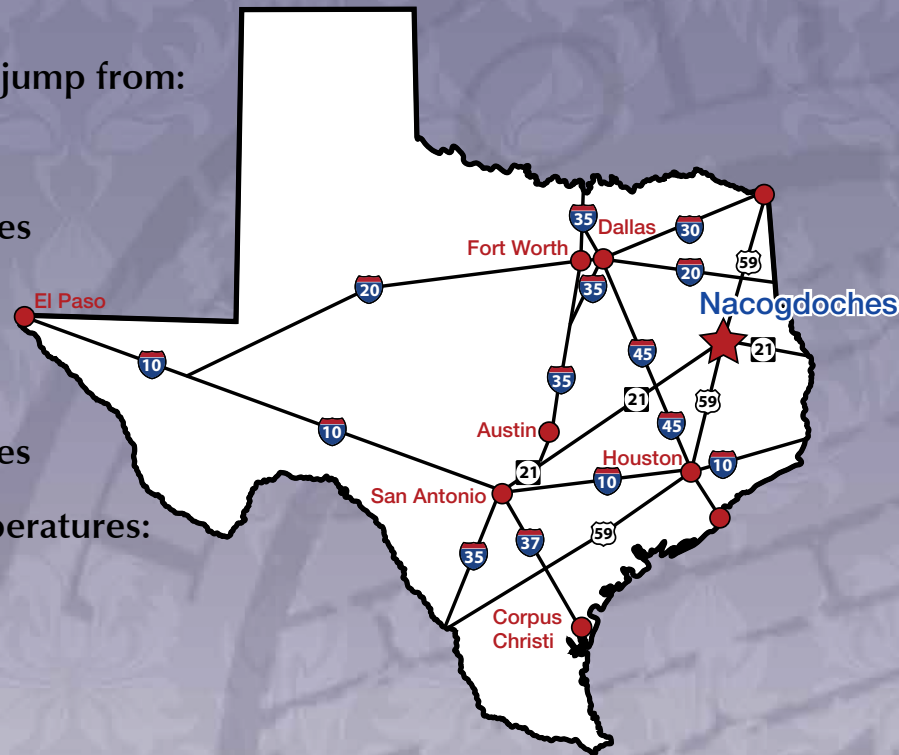 jump from:
es
es
peratures:
35
Dallas
30
Fort Worth
59
20
35
20
Nacogdoches
El Paso
21
10
45
35
21
59
10
45
Austin
Houston
10
21
10
San Antonio
59
35
37
Corpus
Christi